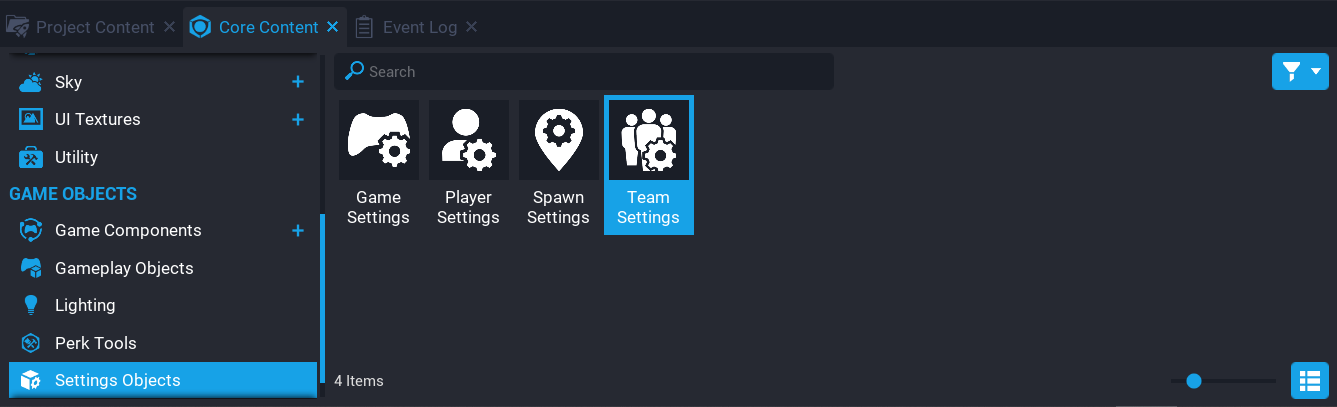 Project Content
Core Content
Event Log
Sky
UI Textures
Utility
GAME OBJECTS
Game Components
Gameplay Objects
Lighting
Perk Tools
Settings Objects
Search
Game
Settings
Player
Settings
Spawn
Settings
Team
Settings
4 Items